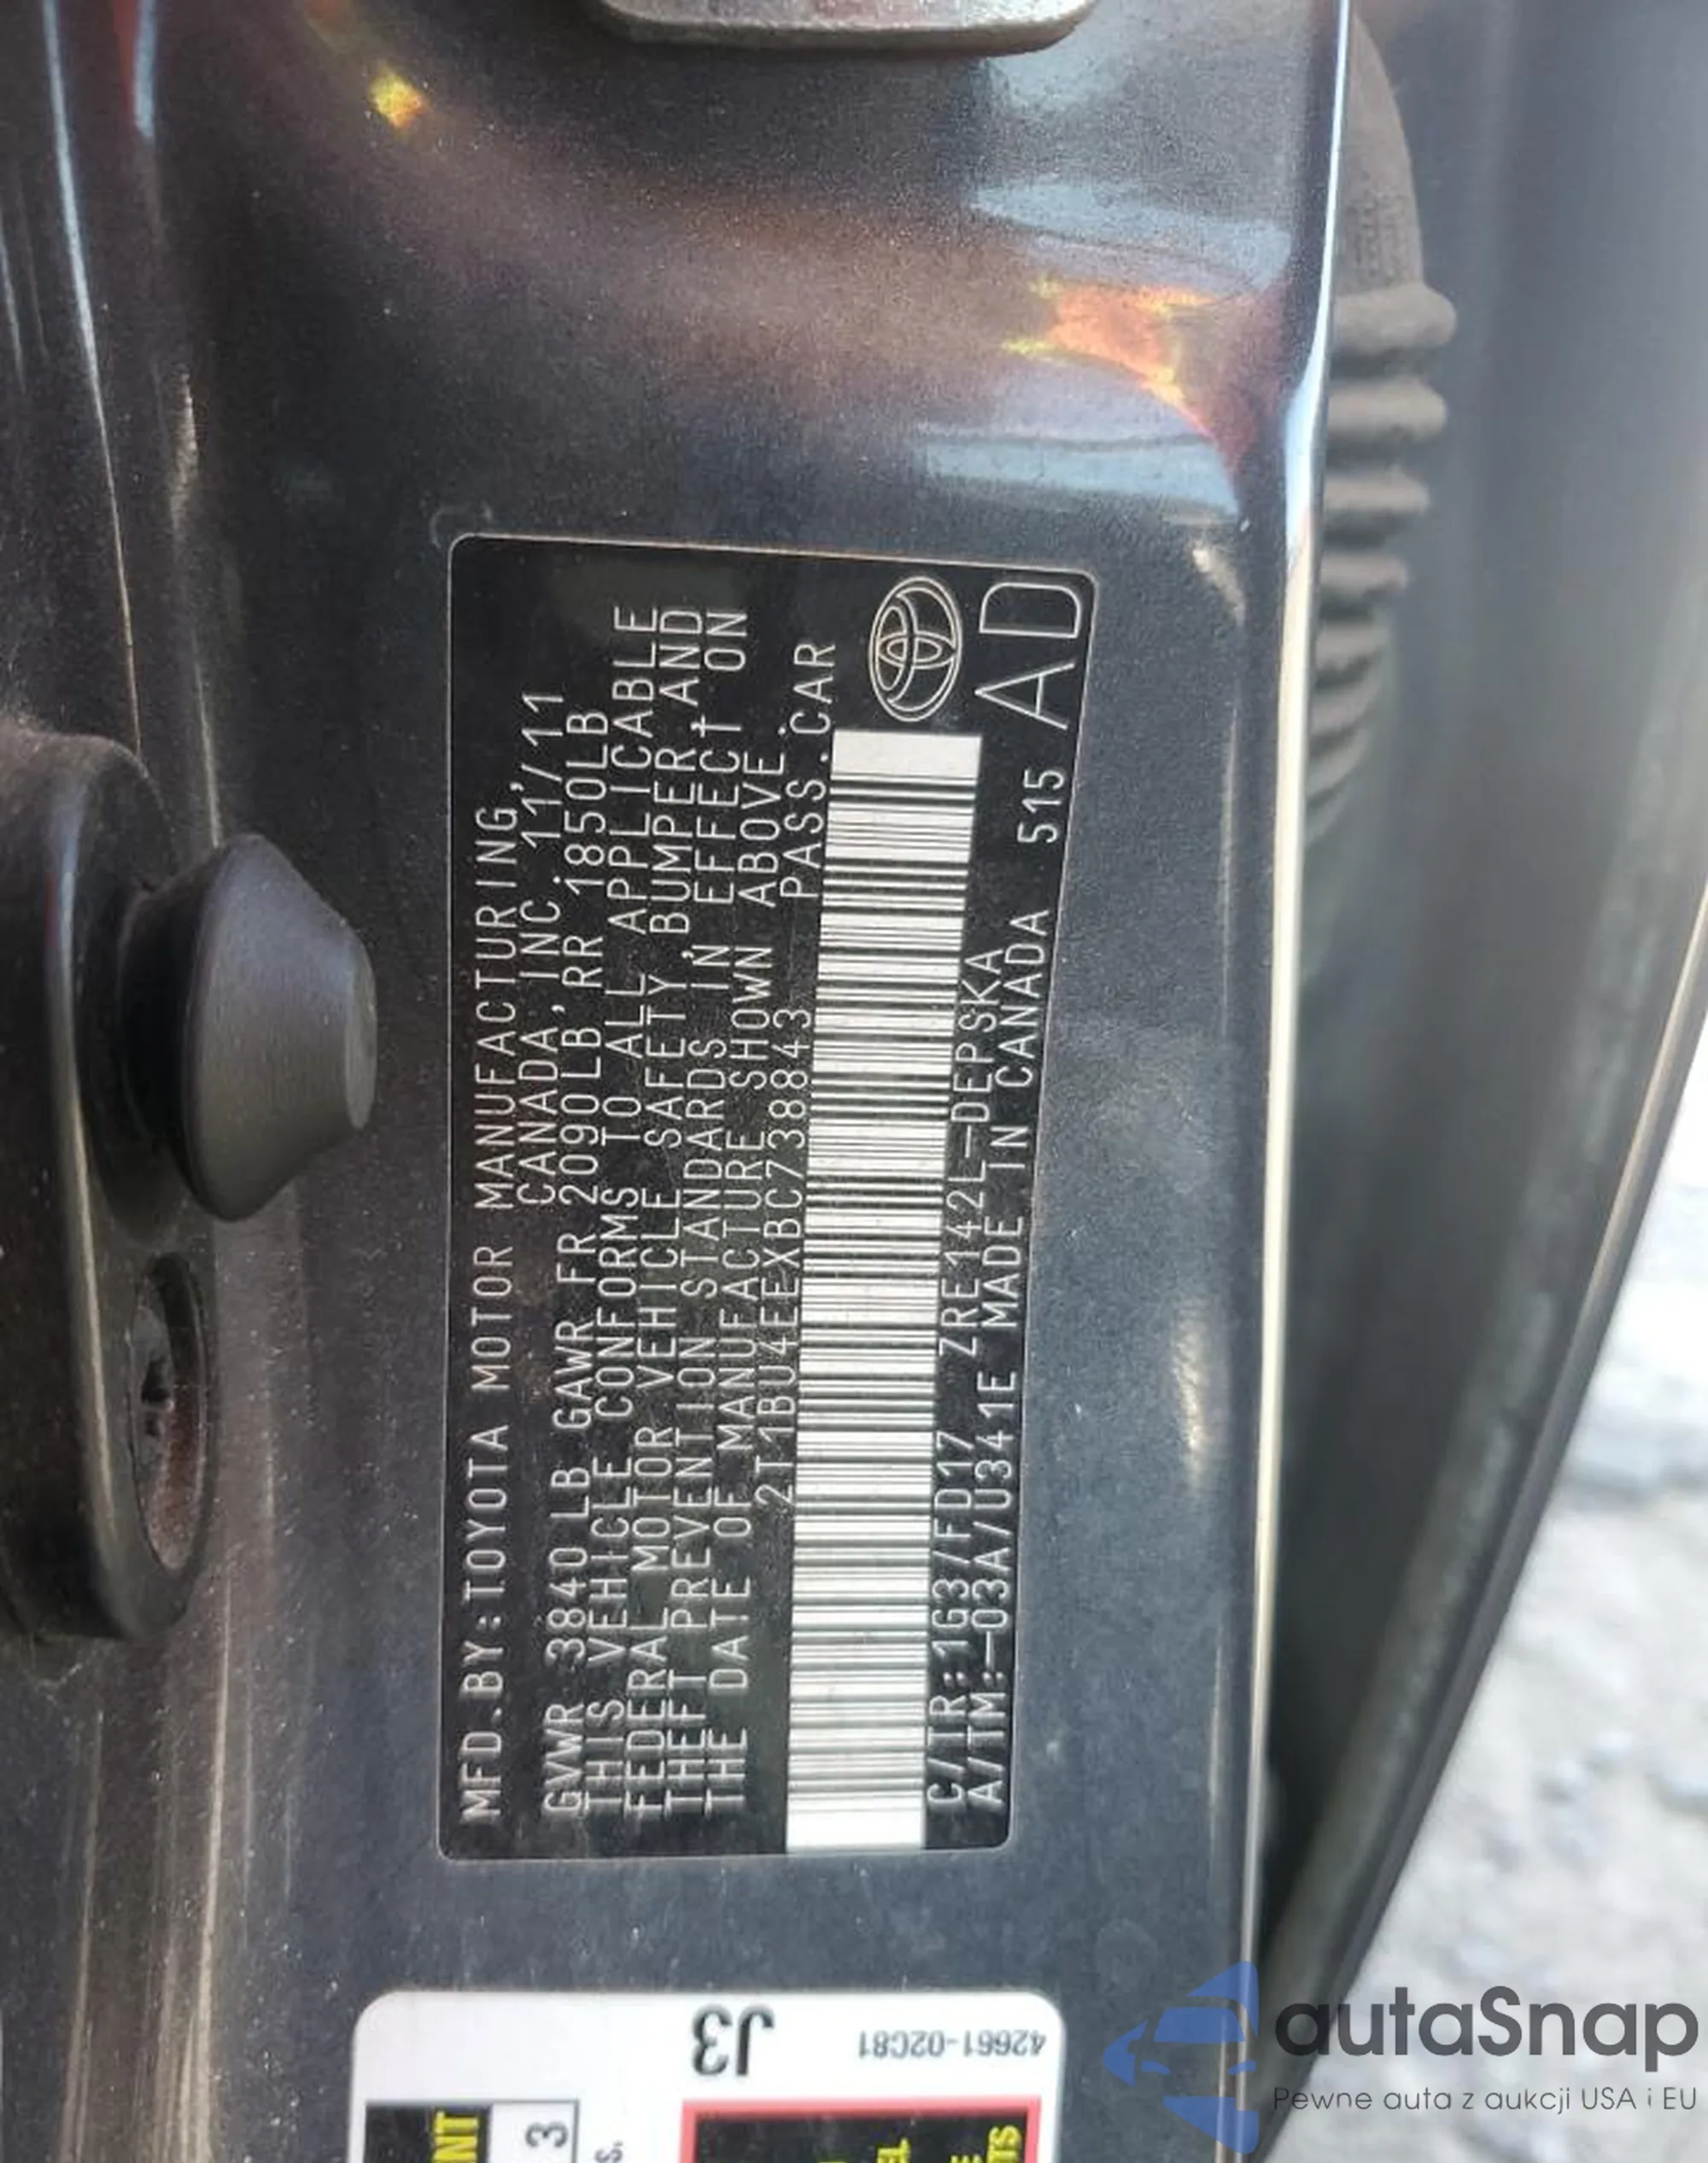 MFD.BY:TOYOTA MOTOR MANUFACTURING,
CANADA,INC. 11/11
GVWR 3840LB GAWR FR 2090LB,RR 1850LB
THIS VEHICLE CONFORMS TO ALL APPLICABLE
FEDERAL MOTOR VEHICLE SAFETY,BUMPER,AND
THEFT PREVENTION STANDARDS IN EFFECT ON
THE DATE OF MANUFACTURE SHOWN ABOVE.
2T1BU4EEXBC738843 PASS.CAR
C/TR:1G3/FD17 ZRE142L-DEPSKA
A/TM:-03A/U341E MADE IN CANADA 515 AD
J3
42661-02C81
3
autaSnap
Pewne auta z aukcji USA i EU